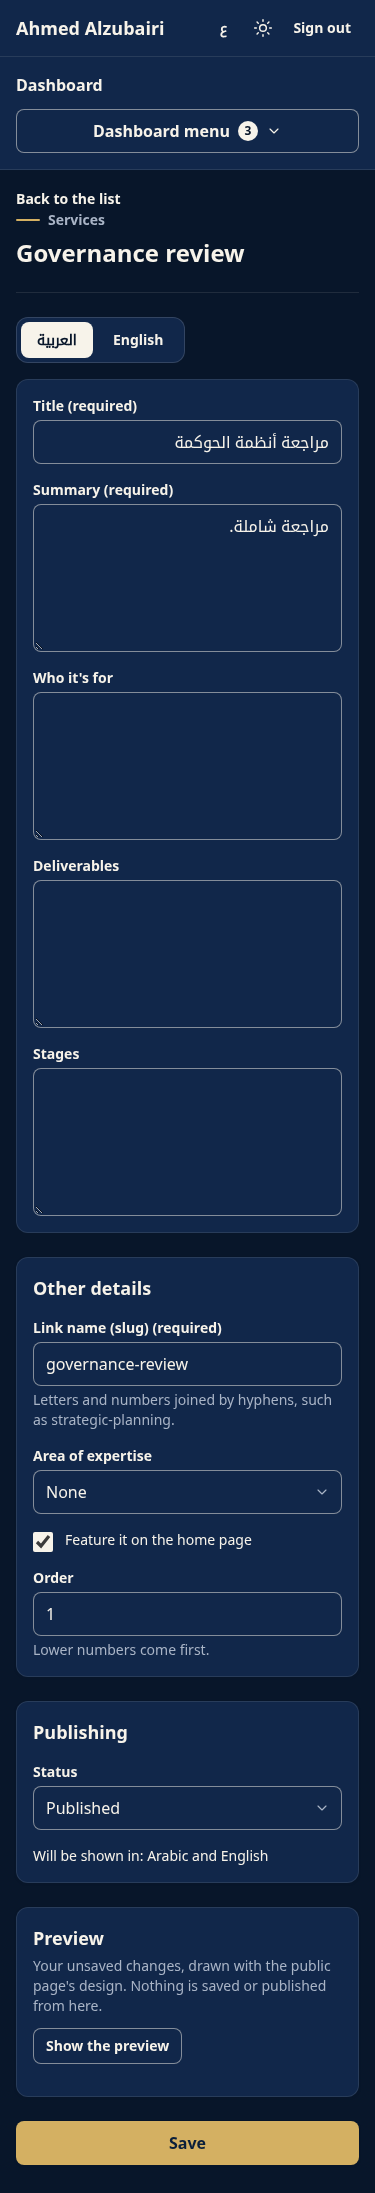 Ahmed Alzubairi
ع
Sign out
Dashboard
Dashboard menu 3
Back to the list
Services
Governance review
العربية
English
Title (required)
مراجعة أنظمة الحوكمة
Summary (required)
مراجعة شاملة.
Who it's for
Deliverables
Stages
Other details
Link name (slug) (required)
governance-review
Letters and numbers joined by hyphens, such
as strategic-planning.
Area of expertise
None
Feature it on the home page
Order
1
Lower numbers come first.
Publishing
Status
Published
Will be shown in: Arabic and English
Preview
Your unsaved changes, drawn with the public
page's design. Nothing is saved or published
from here.
Show the preview
Save